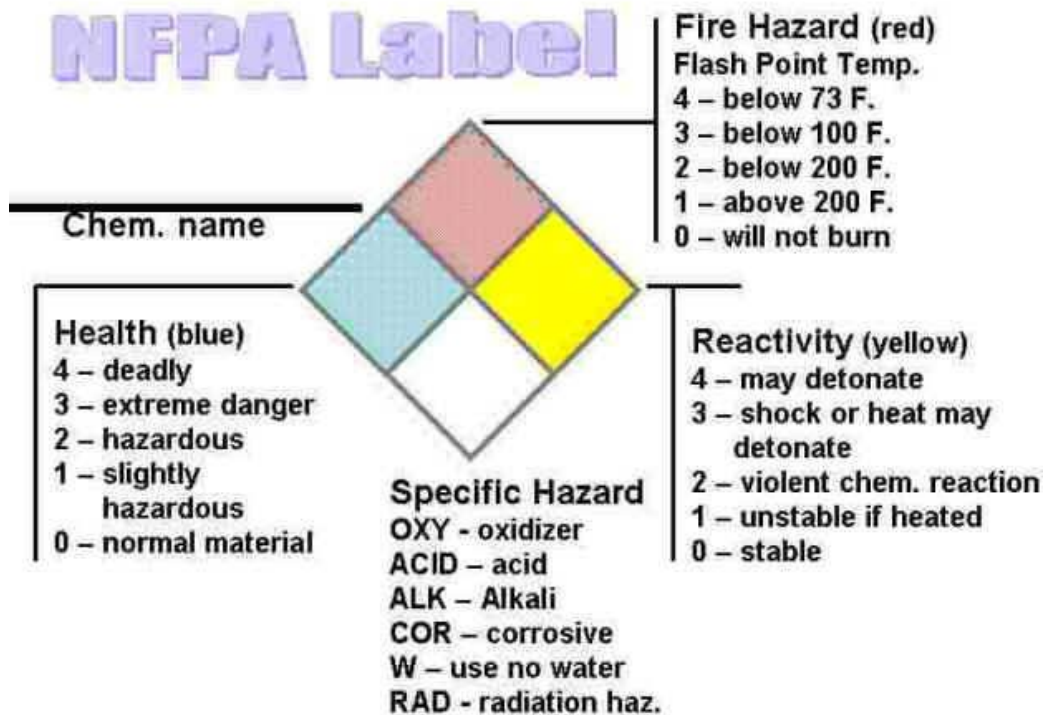 NFPA Label
Fire Hazard (red)
Flash Point Temp.
4 – below 73 F.
3 – below 100 F.
2 – below 200 F.
1 – above 200 F.
0 – will not burn
Chem. name
Health (blue)
4 – deadly
3 – extreme danger
2 – hazardous
1 – slightly
hazardous
0 – normal material
Reactivity (yellow)
4 – may detonate
3 – shock or heat may
detonate
2 – violent chem. reaction
1 – unstable if heated
0 – stable
Specific Hazard
OXY - oxidizer
ACID – acid
ALK – Alkali
COR – corrosive
W – use no water
RAD - radiation haz.